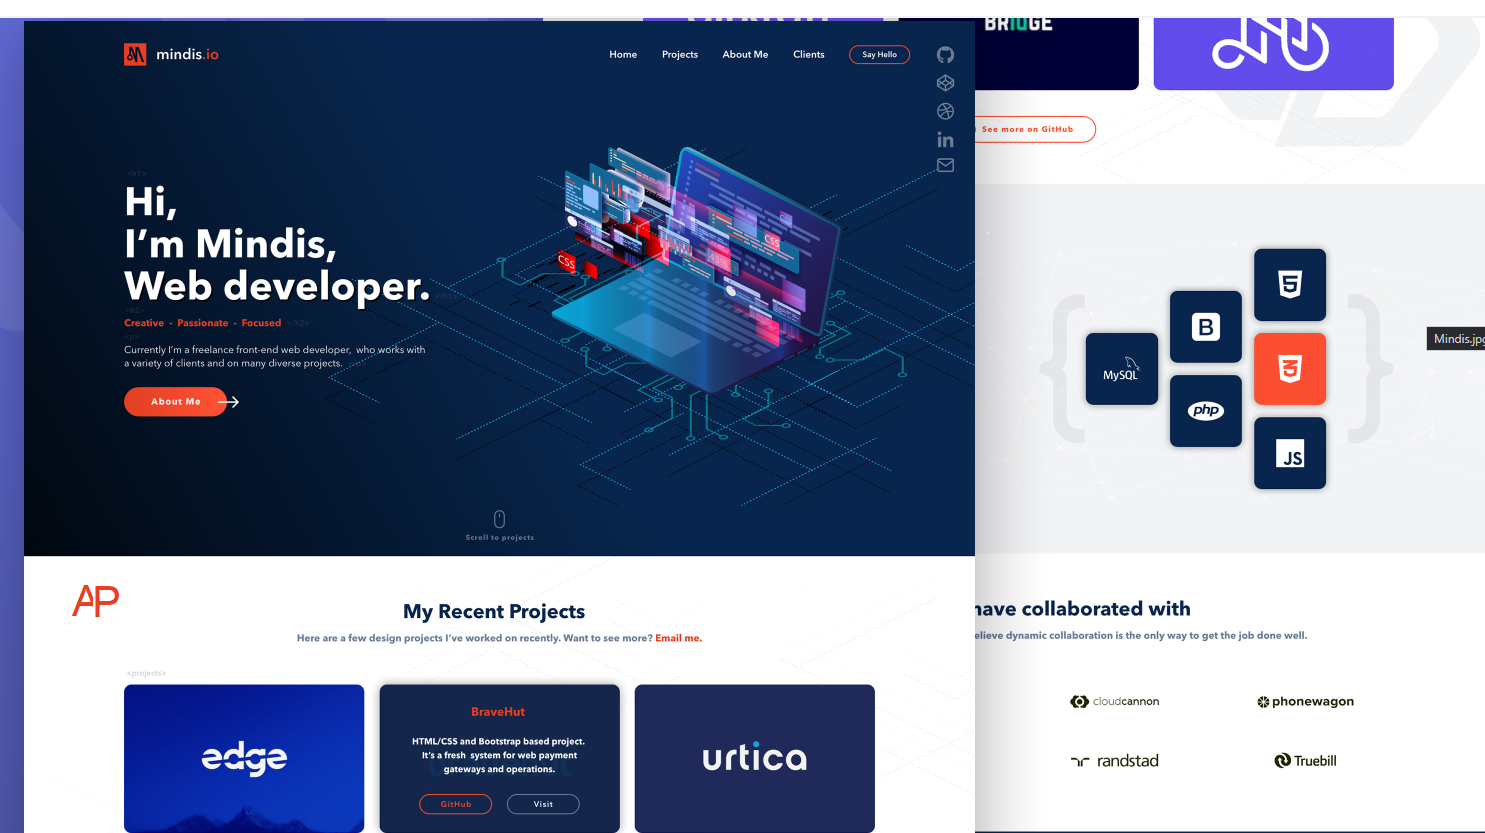 mindis.io
Home
Projects
About Me
Clients
Say Hello
<h1>
Hi,
I'm Mindis,
Web developer.
</h1>
<h2>
Creative - Passionate - Focused </h2>
<p>
Currently I'm a freelance front-end web developer, who works with
a variety of clients and on many diverse projects.
About Me
CSS
CSS
CSS
Scroll to projects
AP
My Recent Projects
Here are a few design projects I've worked on recently. Want to see more? Email me.
<projects>
edge
BraveHut
HTML/CSS and Bootstrap based project.
It's a fresh system for web payment
gateways and operations.
GitHub
Visit
urtica
BRIDGE
See more on GitHub
MySQL
B
php
5
3
JS
Mindis.jpg
have collaborated with
elieve dynamic collaboration is the only way to get the job done well.
cloudcannon
phonewagon
randstad
Truebill